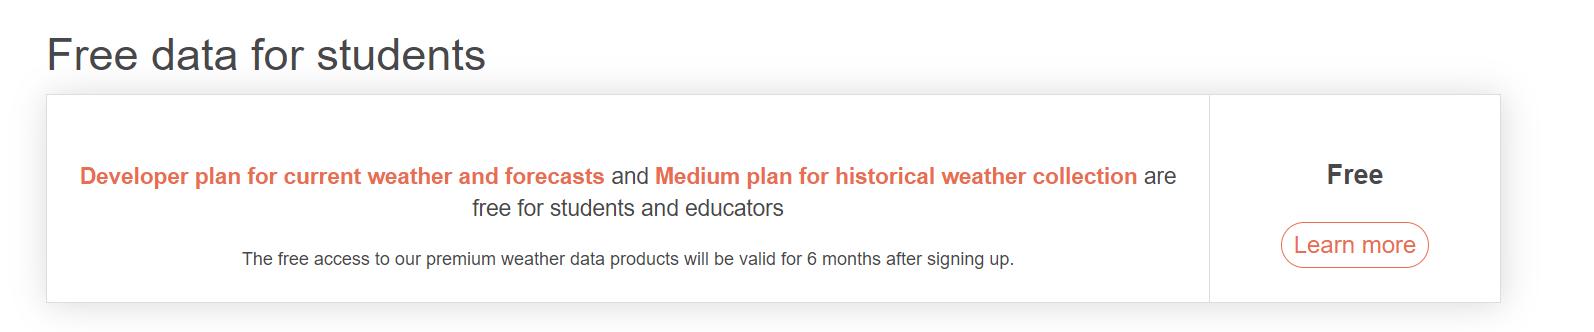 Free data for students
Developer plan for current weather and forecasts and Medium plan for historical weather collection are
free for students and educators
The free access to our premium weather data products will be valid for 6 months after signing up.
Free
Learn more